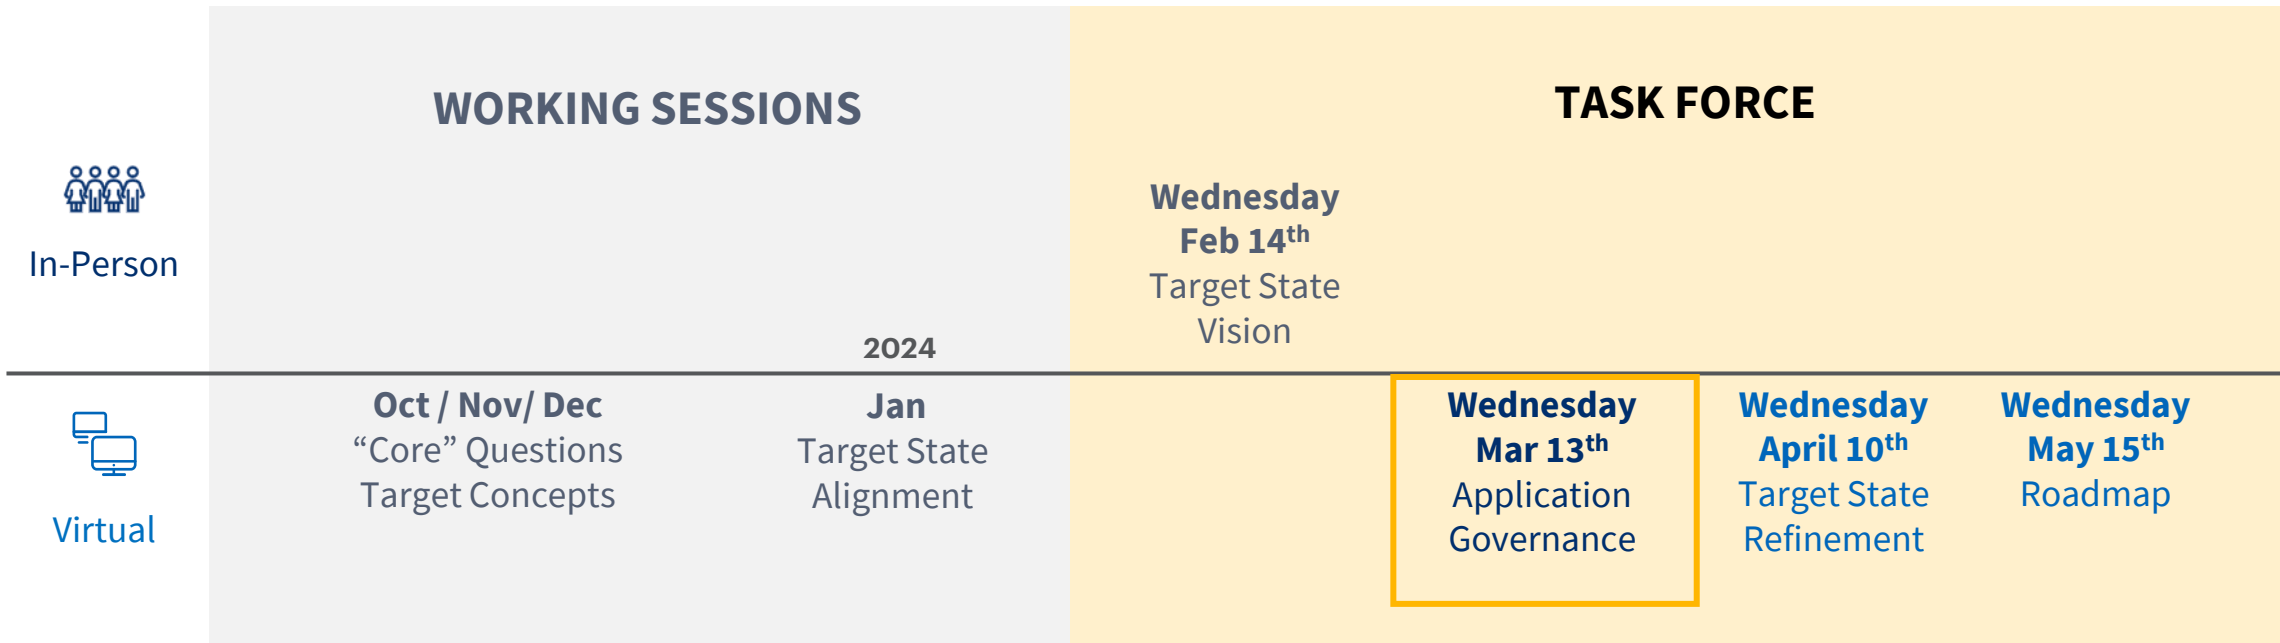 WORKING SESSIONS
TASK FORCE
In-Person
Wednesday
Feb 14th
Target State
Vision
2024
Virtual
Oct / Nov/ Dec
“Core” Questions
Target Concepts
Jan
Target State
Alignment
Wednesday
Mar 13th
Application
Governance
Wednesday
April 10th
Target State
Refinement
Wednesday
May 15th
Roadmap